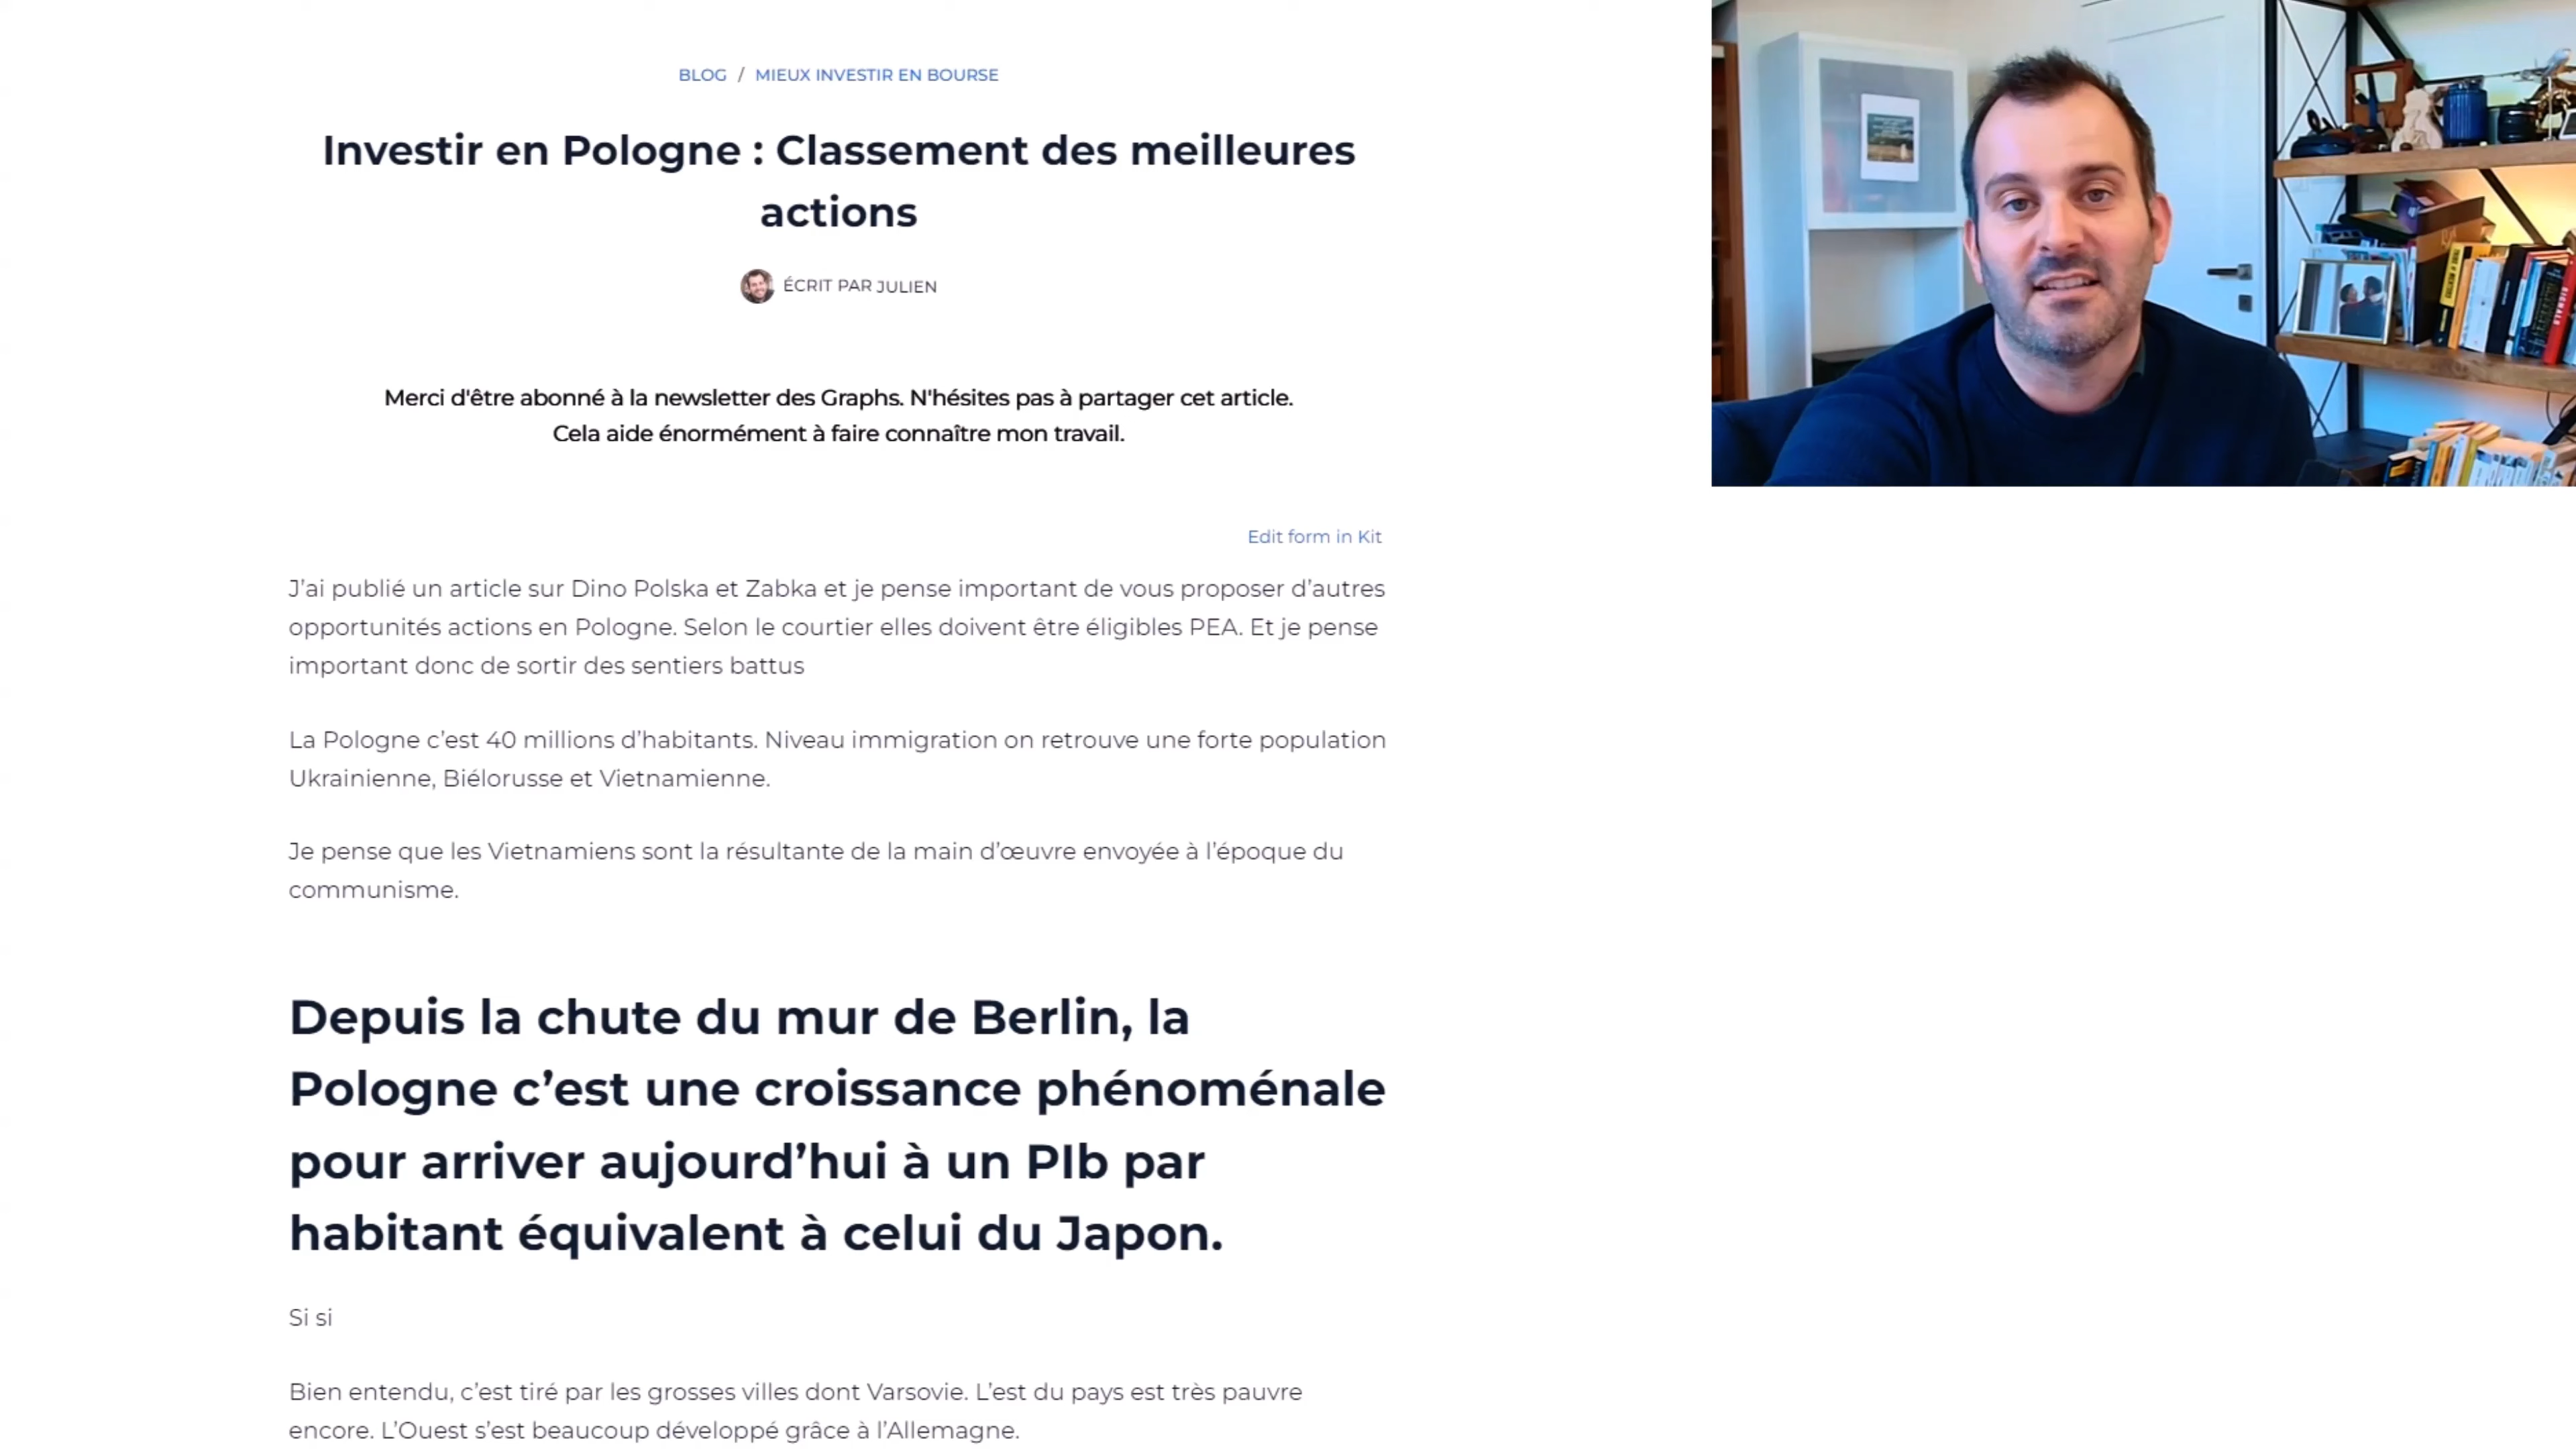 BLOG / MIEUX INVESTIR EN BOURSE
Investir en Pologne : Classement des meilleures
actions
ÉCRIT PAR JULIEN
Merci d'être abonné à la newsletter des Graphs. N'hésites pas à partager cet article.
Cela aide énormément à faire connaître mon travail.
Edit form in Kit
J’ai publié un article sur Dino Polska et Zabka et je pense important de vous proposer d’autres
opportunités actions en Pologne. Selon le courtier elles doivent être éligibles PEA. Et je pense
important donc de sortir des sentiers battus
La Pologne c’est 40 millions d’habitants. Niveau immigration on retrouve une forte population
Ukrainienne, Biélorusse et Vietnamienne.
Je pense que les Vietnamiens sont la résultante de la main d’œuvre envoyée à l’époque du
communisme.
Depuis la chute du mur de Berlin, la
Pologne c’est une croissance phénoménale
pour arriver aujourd’hui à un PIb par
habitant équivalent à celui du Japon.
Si si
Bien entendu, c’est tiré par les grosses villes dont Varsovie. L’est du pays est très pauvre
encore. L’Ouest s’est beaucoup développé grâce à l’Allemagne.